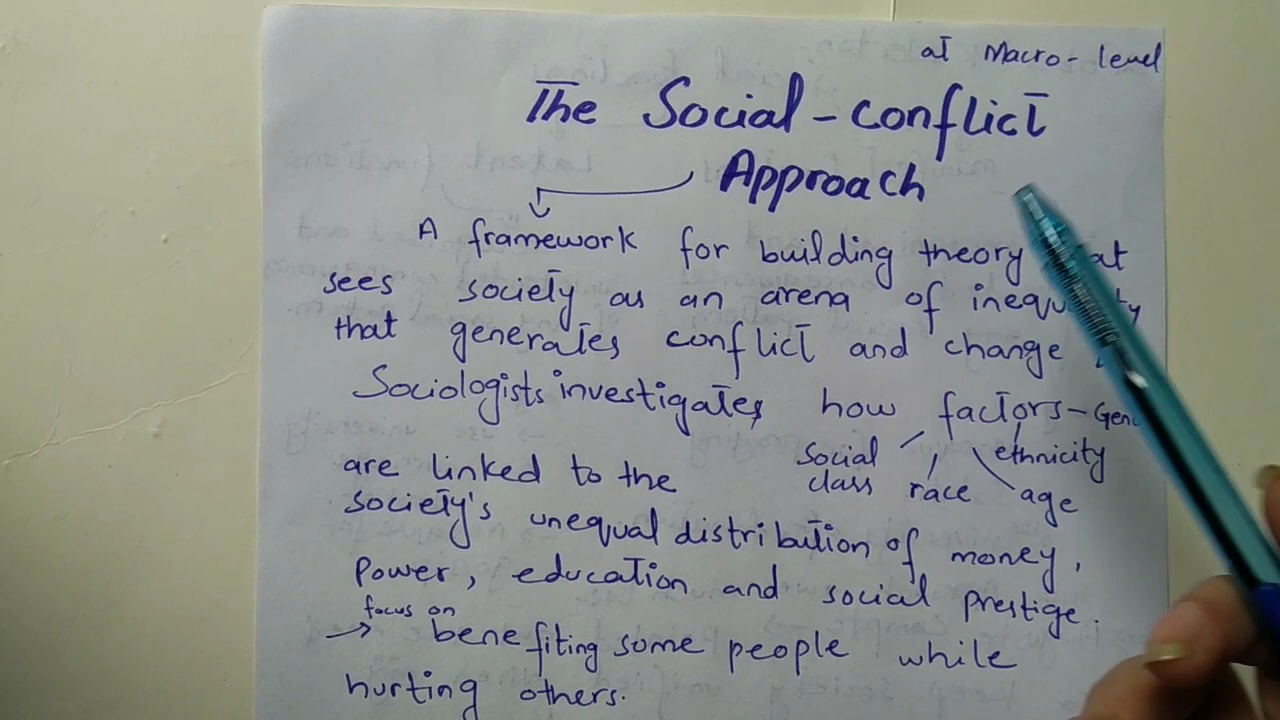 at Macro-level
The Social-conflict
Approach
A framework for building theory
sees society as an arena of
that generates conflict and change
Sociologists investigates how factors-
social ethnicity
class race age
are linked to the
society's unequal distribution of money,
power, education and social prestige.
focus on
→ benefiting some people while
hurting others.